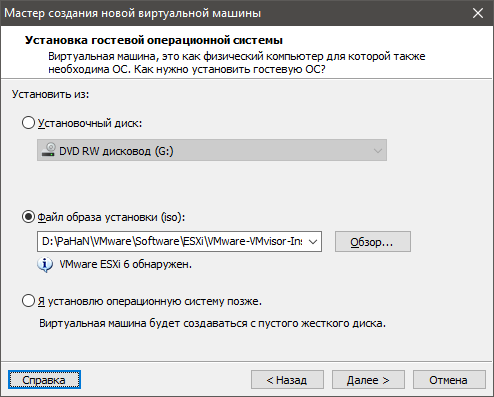 Мастер создания новой виртуальной машины
Установка гостевой операционной системы
Виртуальная машина, это как физический компьютер для которой также
необходима ОС. Как нужно установить гостевую ОС?
Установить из:
Установочный диск:
DVD RW дисковод (G:)
Файл образа установки (iso):
D:\PaHaN\VMware\Software\ESXi\VMware-VMvisor-Ins
Обзор...
VMware ESXi 6 обнаружен.
Я установлю операционную систему позже.
Виртуальная машина будет создаваться с пустого жесткого диска.
Справка
< Назад
Далее >
Отмена